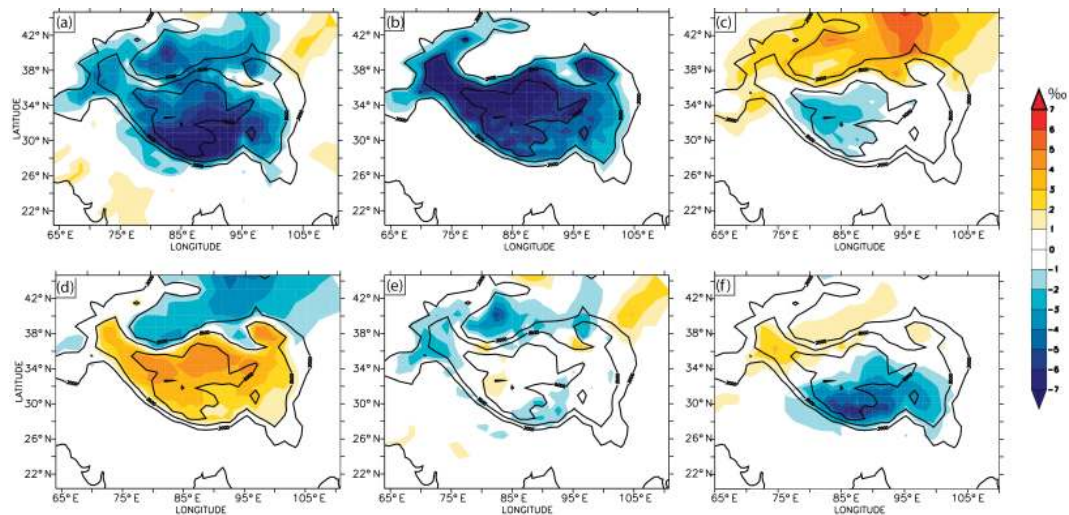 (a) (b) (c)
42° N 42° N 42° N
38° N 38° N 38° N
34° N 34° N 34° N
30° N 30° N 30° N
26° N 26° N 26° N
22° N 22° N 22° N
LATITUDE
65° E 75° E 85° E 95° E 105° E 65° E 75° E 85° E 95° E 105° E 65° E 75° E 85° E 95° E 105° E
LONGITUDE LONGITUDE LONGITUDE
‰
7
6
5
4
3
2
1
0
-1
-2
-3
-4
-5
-6
-7
(d) (e) (f)
42° N 42° N 42° N
38° N 38° N 38° N
34° N 34° N 34° N
30° N 30° N 30° N
26° N 26° N 26° N
22° N 22° N 22° N
LATITUDE
65° E 75° E 85° E 95° E 105° E 65° E 75° E 85° E 95° E 105° E 65° E 75° E 85° E 95° E 105° E
LONGITUDE LONGITUDE LONGITUDE